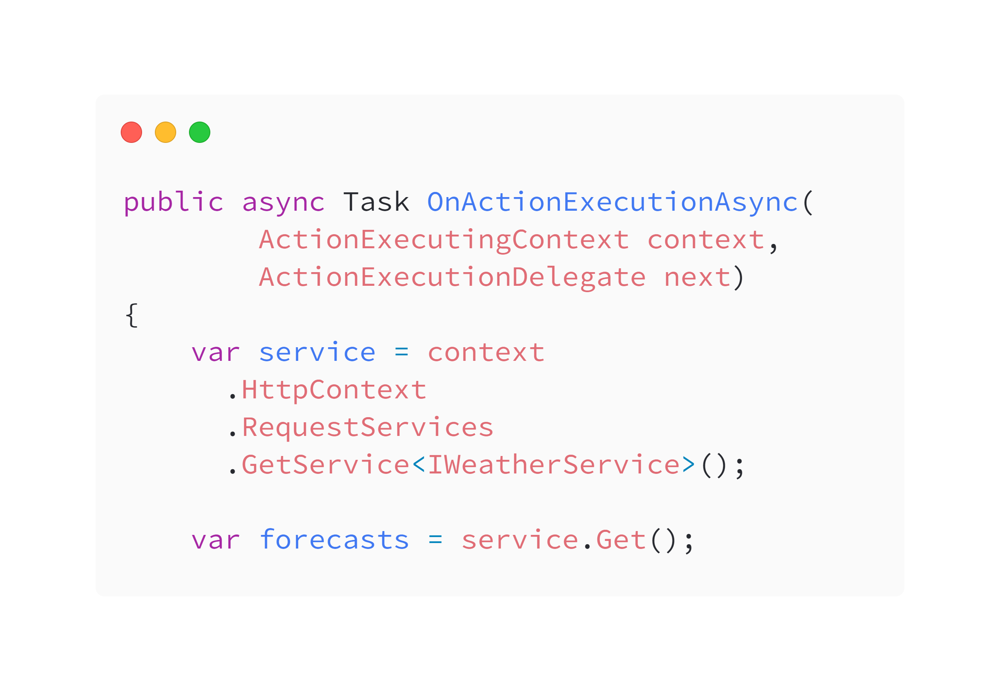 public async Task OnActionExecutionAsync(
        ActionExecutingContext context,
        ActionExecutionDelegate next)
{
    var service = context
      .HttpContext
      .RequestServices
      .GetService<IWeatherService>();

    var forecasts = service.Get();